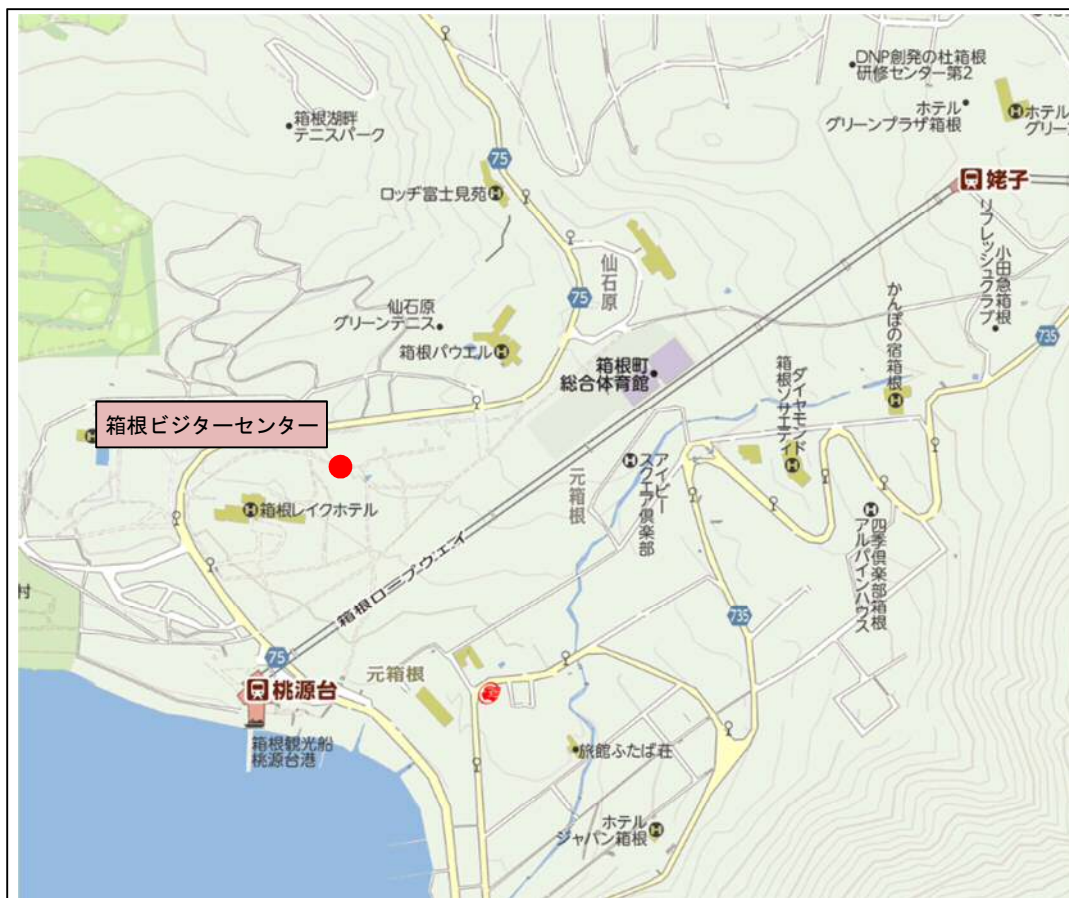 DNP創発の杜箱根
研修センター第2
ホテル
グリーンプラザ箱根
ホテル
グリー
箱根湖畔
テニスパーク
75
ロッヂ富士見苑
姥子
仙石原
75
小田急箱根
リフレッシュクラブ
仙石原
グリーンテニス
箱根パウエル
735
かんぽの宿箱根
箱根町
総合体育館
ダイヤモンド
箱根ソサエティ
箱根ビジターセンター
元箱根
アイビー
スクエア倶楽部
箱根レイクホテル
四季倶楽部箱根
アルパインハウス
箱根ロープウェイ
村
735
75
元箱根
桃源台
箱根観光船
桃源台港
旅館ふたば荘
ホテル
ジャパン箱根